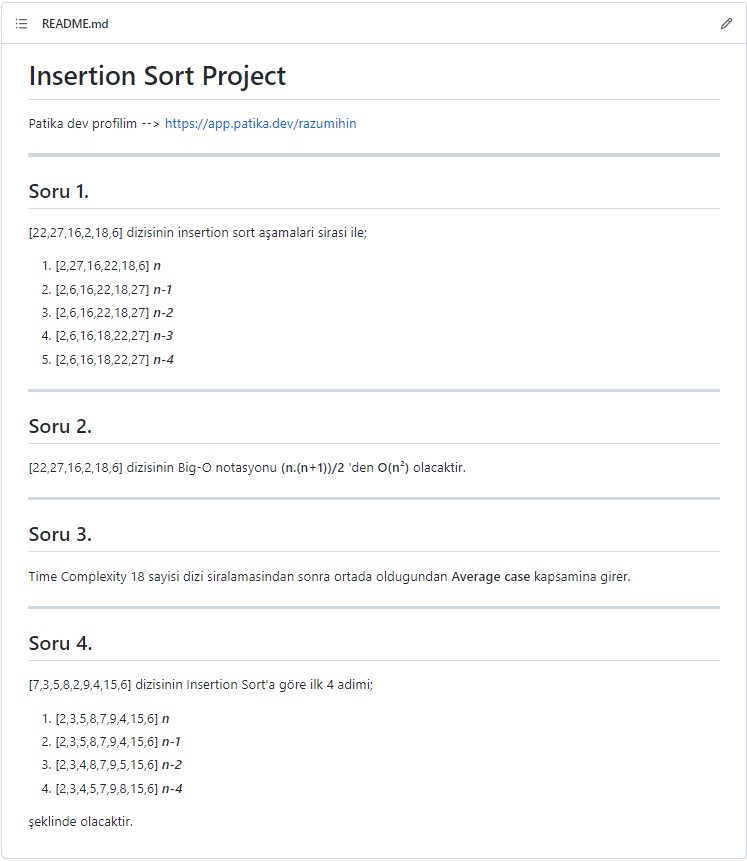 README.md
Insertion Sort Project
Patika dev profilim --> https://app.patika.dev/razumihin
Soru 1.
[22,27,16,2,18,6] dizisinin insertion sort aşamalari sirasi ile;
1. [2,27,16,22,18,6] n
2. [2,6,16,22,18,27] n-1
3. [2,6,16,22,18,27] n-2
4. [2,6,16,18,22,27] n-3
5. [2,6,16,18,22,27] n-4
Soru 2.
[22,27,16,2,18,6] dizisinin Big-O notasyonu (n.(n+1))/2 'den O(n²) olacaktir.
Soru 3.
Time Complexity 18 sayisi dizi siralamasindan sonra ortada oldugundan Average case kapsamina girer.
Soru 4.
[7,3,5,8,2,9,4,15,6] dizisinin Insertion Sort'a göre ilk 4 adimi;
1. [2,3,5,8,7,9,4,15,6] n
2. [2,3,5,8,7,9,4,15,6] n-1
3. [2,3,4,8,7,9,5,15,6] n-2
4. [2,3,4,5,7,9,8,15,6] n-4
şeklinde olacaktir.